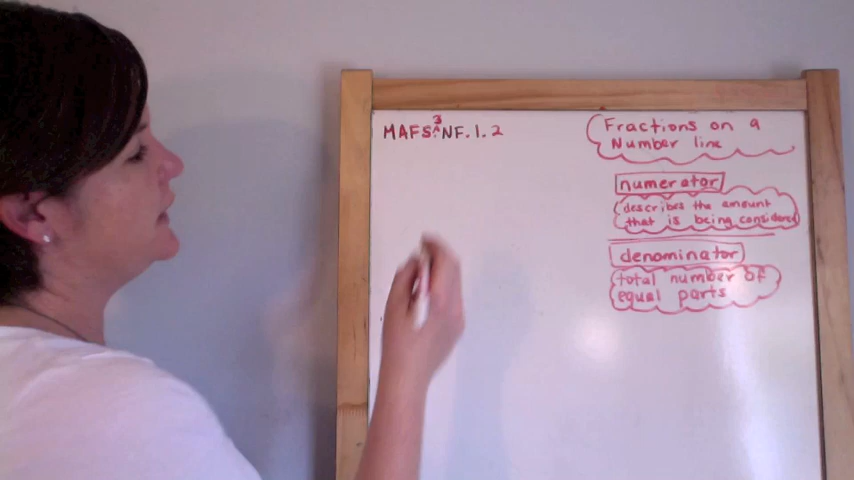 MAFS.3.NF.1.2
Fractions on a
Number line
numerator
describes the amount
that is being considered
denominator
total number of
equal parts